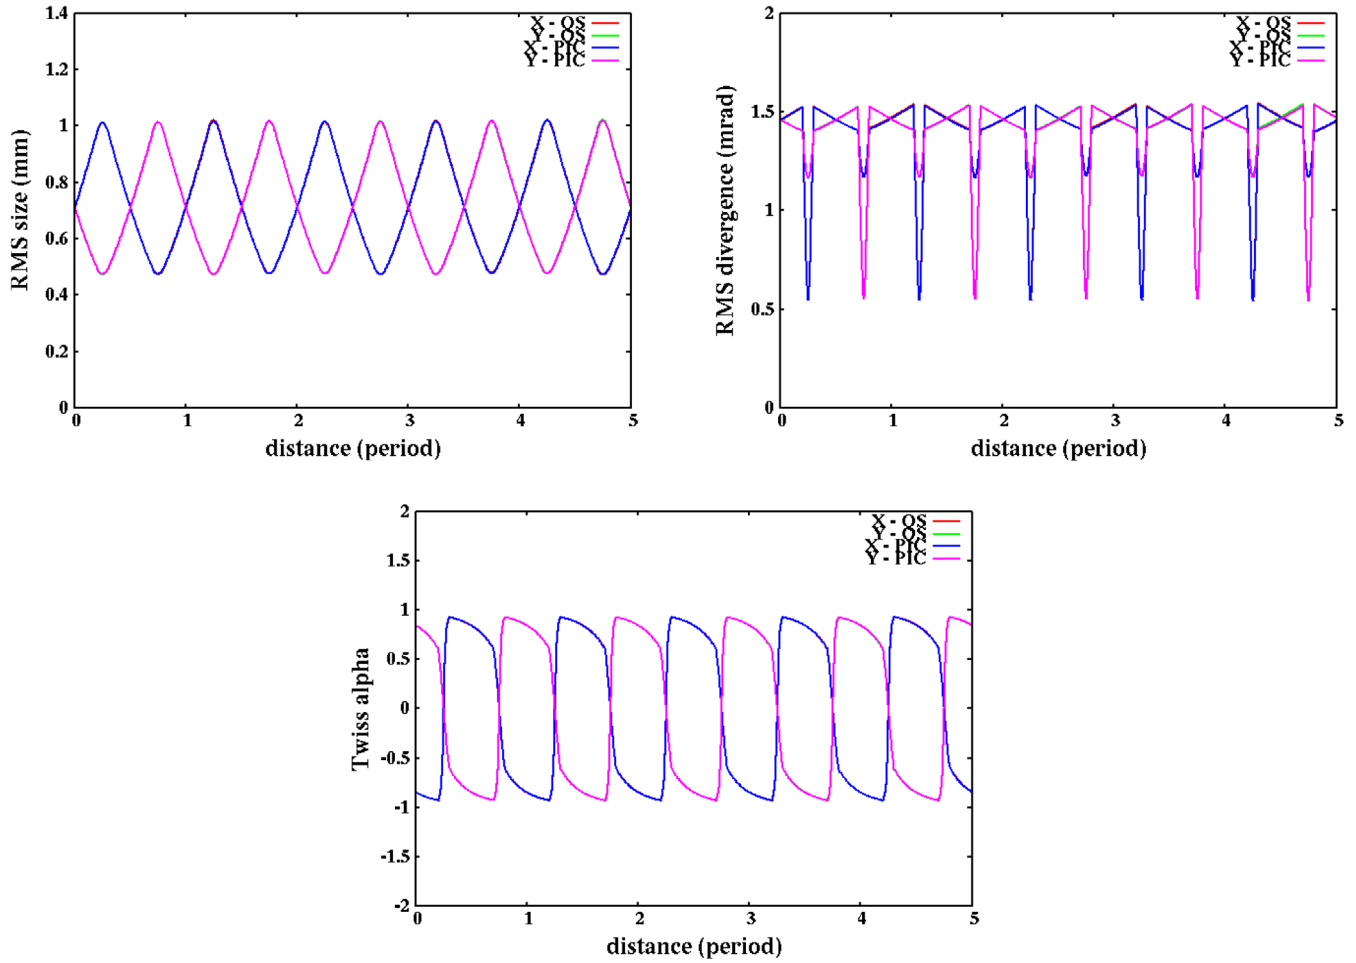 1.4
1.2
1
0.8
0.6
0.4
0.2
0
RMS size (mm)
X - QS
Y - QS
X - PIC
Y - PIC
0 1 2 3 4 5
distance (period)
2
1.5
1
0.5
0
RMS divergence (mrad)
X - QS
Y - QS
X - PIC
Y - PIC
0 1 2 3 4 5
distance (period)
2
1.5
1
0.5
0
-0.5
-1
-1.5
-2
Twiss alpha
X - QS
Y - QS
X - PIC
Y - PIC
0 1 2 3 4 5
distance (period)